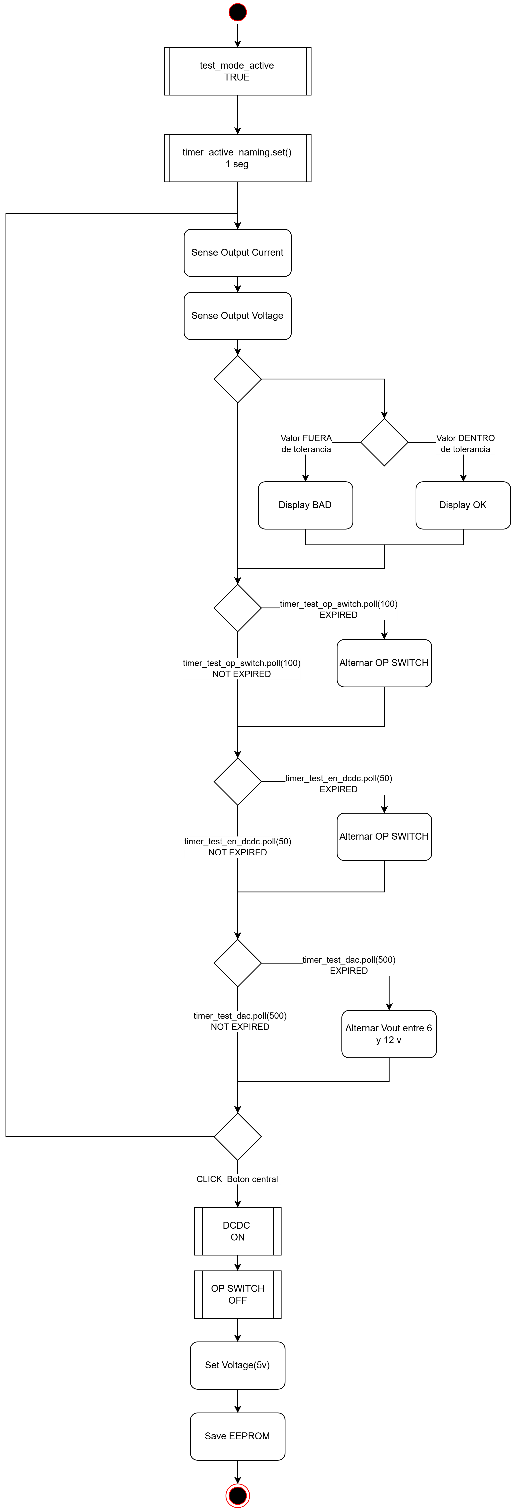 test_mode_active
TRUE
timer_active_naming.set()
1 seg
Sense Output Current
Sense Output Voltage
Valor FUERA
de tolerancia
Valor DENTRO
de tolerancia
Display BAD
Display OK
timer_test_op_switch.poll(100)
EXPIRED
Alternar OP SWITCH
timer_test_op_switch.poll(100)
NOT EXPIRED
timer_test_en_dcdc.poll(50)
EXPIRED
Alternar OP SWITCH
timer_test_en_dcdc.poll(50)
NOT EXPIRED
timer_test_dac.poll(500)
EXPIRED
timer_test_dac.poll(500)
NOT EXPIRED
Alternar Vout entre 6
y 12 v
CLICK Boton central
DCDC
ON
OP SWITCH
OFF
Set Voltage(5v)
Save EEPROM